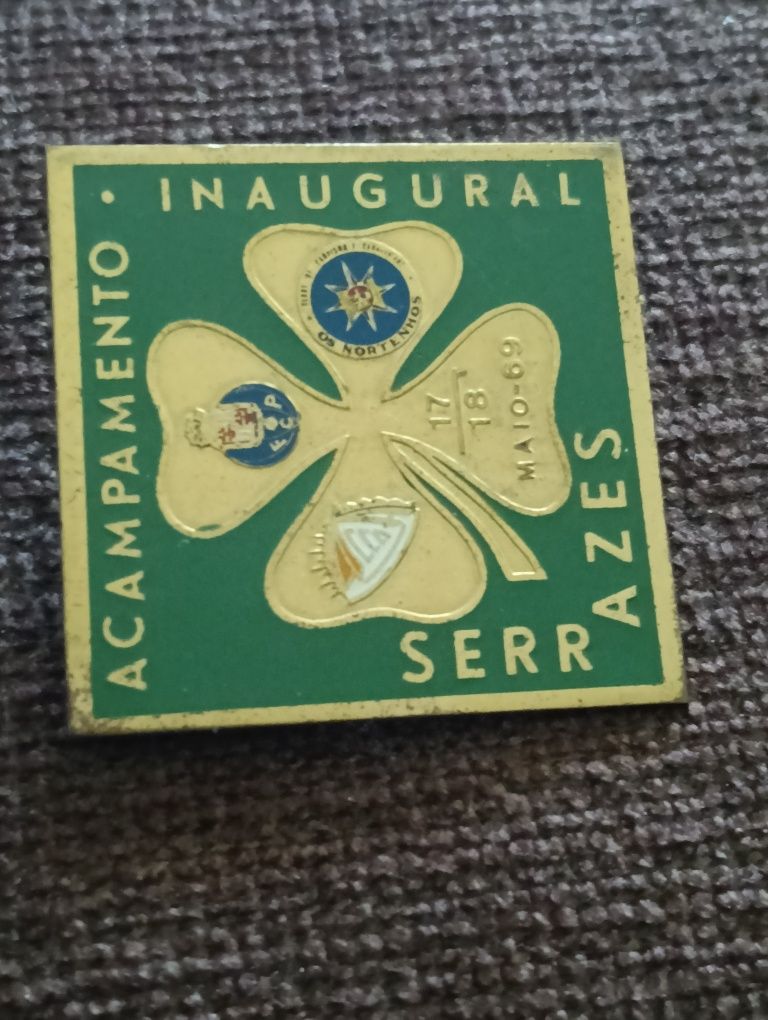 ACAMPAMENTO · INAUGURAL
OS NORTENHOS
FCP
17
18
MAIO-69
SERRAZES